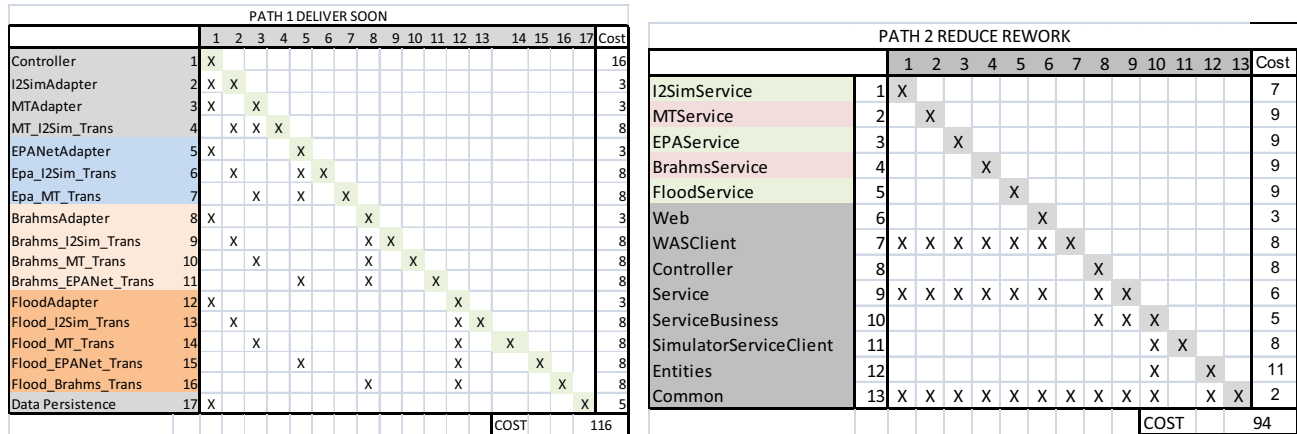 PATH 1 DELIVER SOON
1 2 3 4 5 6 7 8 9 10 11 12 13 14 15 16 17 Cost
Controller 1 X 16
I2SimAdapter 2 X X 3
MTAdapter 3 X X 3
MT_I2Sim_Trans 4 X X X 8
EPANetAdapter 5 X X 3
Epa_I2Sim_Trans 6 X X X 8
Epa_MT_Trans 7 X X X 8
BrahmsAdapter 8 X X 3
Brahms_I2Sim_Trans 9 X X X 8
Brahms_MT_Trans 10 X X X 8
Brahms_EPANet_Trans 11 X X X 8
FloodAdapter 12 X X 3
Flood_I2Sim_Trans 13 X X X 8
Flood_MT_Trans 14 X X X 8
Flood_EPANet_Trans 15 X X X 8
Flood_Brahms_Trans 16 X X X 8
Data Persistence 17 X X 5
COST 116
PATH 2 REDUCE REWORK
1 2 3 4 5 6 7 8 9 10 11 12 13 Cost
I2SimService 1 X 7
MTService 2 X 9
EPAService 3 X 9
BrahmsService 4 X 9
FloodService 5 X 9
Web 6 X 3
WASClient 7 X X X X X X X 8
Controller 8 X 8
Service 9 X X X X X X X X 6
ServiceBusiness 10 X X X 5
SimulatorServiceClient 11 X X 8
Entities 12 X X 11
Common 13 X X X X X X X X X X X X 2
COST 94